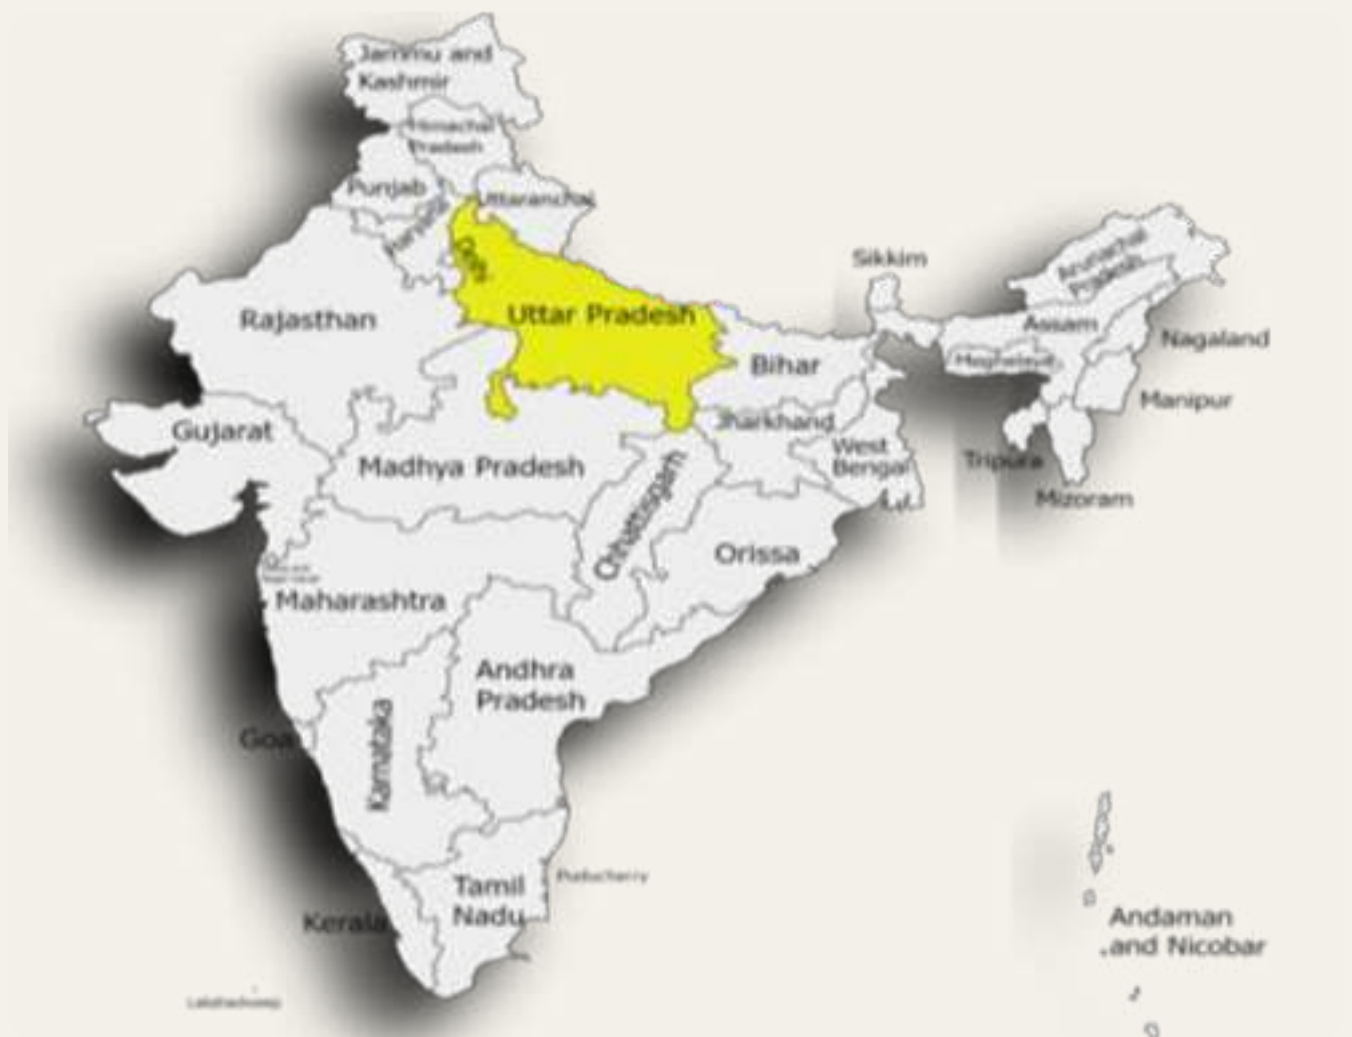 Jammu and
Kashmir
Himachal
Pradesh
Punjab
Uttaranchal
Haryana
Delhi
Sikkim
Arunachal
Pradesh
Rajasthan
Uttar Pradesh
Assam
Nagaland
Bihar
Meghalaya
Manipur
Gujarat
Jharkhand
Madhya Pradesh
West
Bengal
Tripura
Mizoram
Chhattisgarh
Orissa
Maharashtra
Andhra
Pradesh
Goa
Karnataka
Tamil
Nadu
Puducherry
Kerala
Andaman
and Nicobar
Lakshadweep